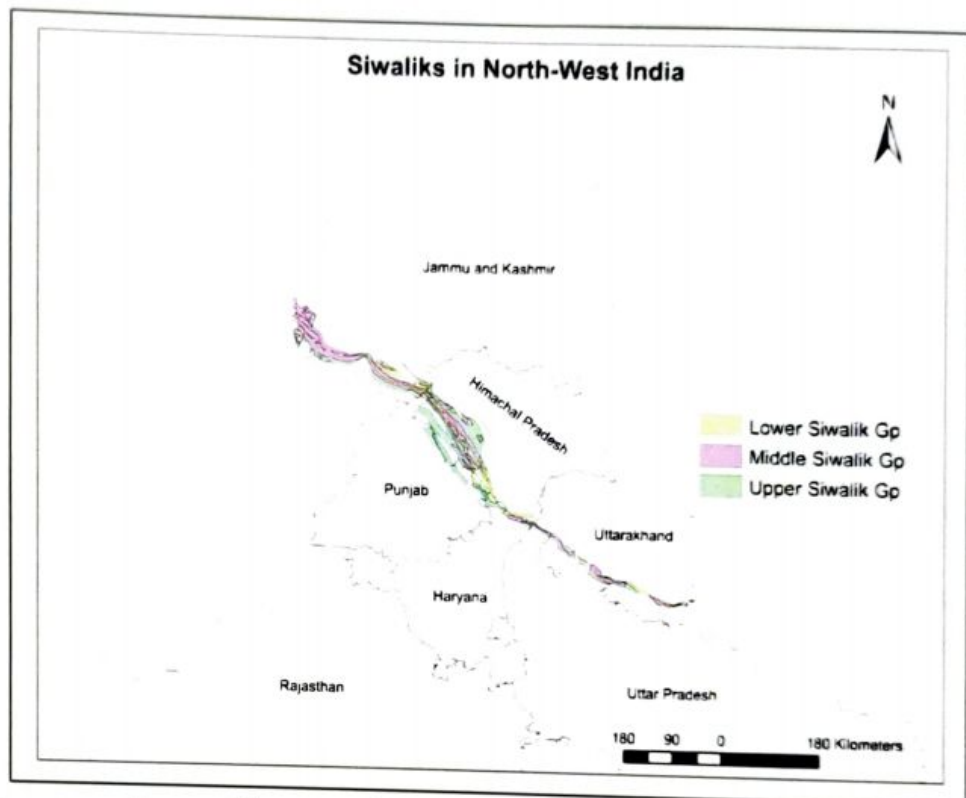 Siwaliks in North-West India
N
Jammu and Kashmir
Himachal Pradesh
Lower Siwalik Gp
Middle Siwalik Gp
Upper Siwalik Gp
Punjab
Uttarakhand
Haryana
Rajasthan
Uttar Pradesh
180 90 0 180 Kilometers